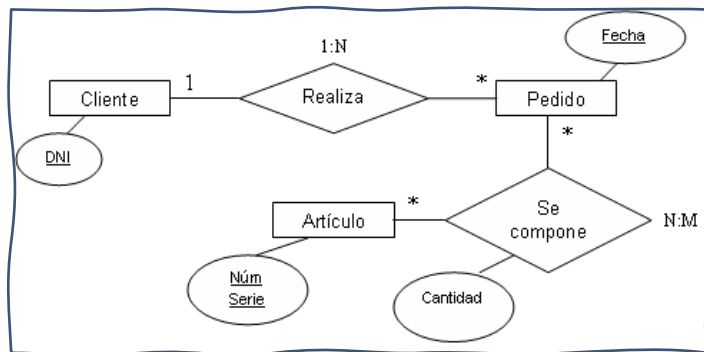 Fecha
1:N
Cliente
1
Realiza
*
Pedido
*
DNI
Artículo
*
Se
compone
N:M
Núm
Serie
Cantidad